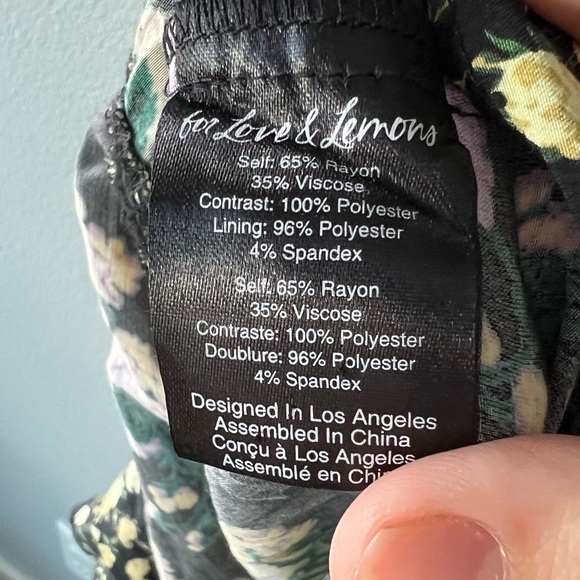 for Love & Lemons
Self: 65% Rayon
35% Viscose
Contrast: 100% Polyester
Lining: 96% Polyester
4% Spandex
Self: 65% Rayon
35% Viscose
Contraste: 100% Polyester
Doublure: 96% Polyester
4% Spandex
Designed In Los Angeles
Assembled In China
Conçu à Los Angeles
Assemblé en